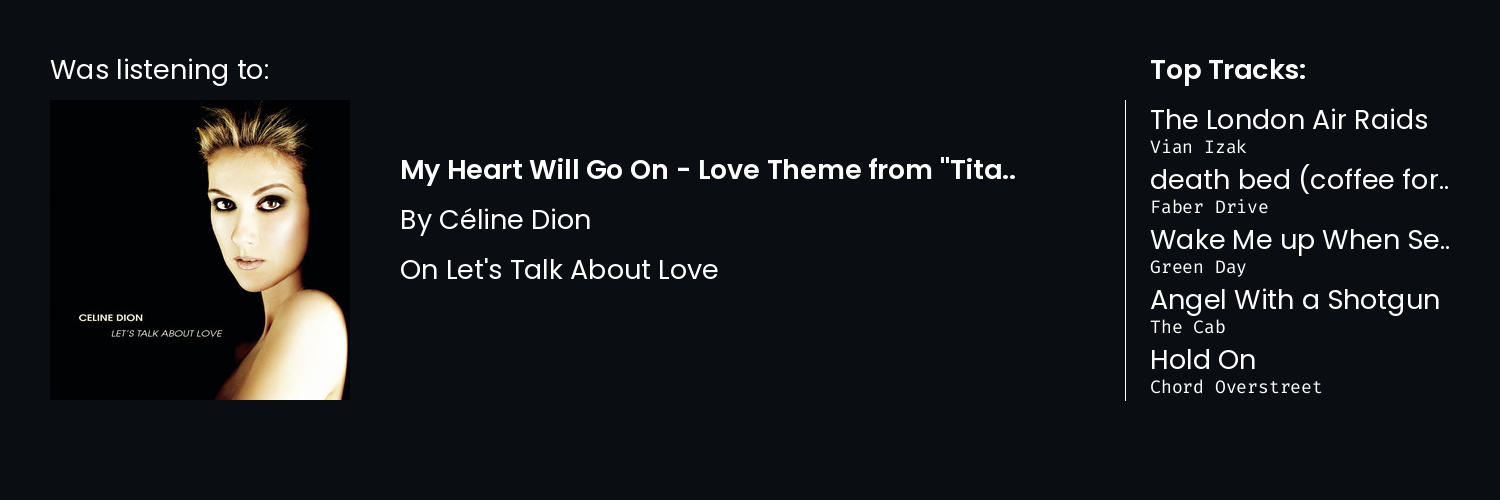 Was listening to:
CELINE DION
LET'S TALK ABOUT LOVE
My Heart Will Go On - Love Theme from "Tita..
By Céline Dion
On Let's Talk About Love
Top Tracks:
The London Air Raids
Vian Izak
death bed (coffee for..
Faber Drive
Wake Me up When Se..
Green Day
Angel With a Shotgun
The Cab
Hold On
Chord Overstreet